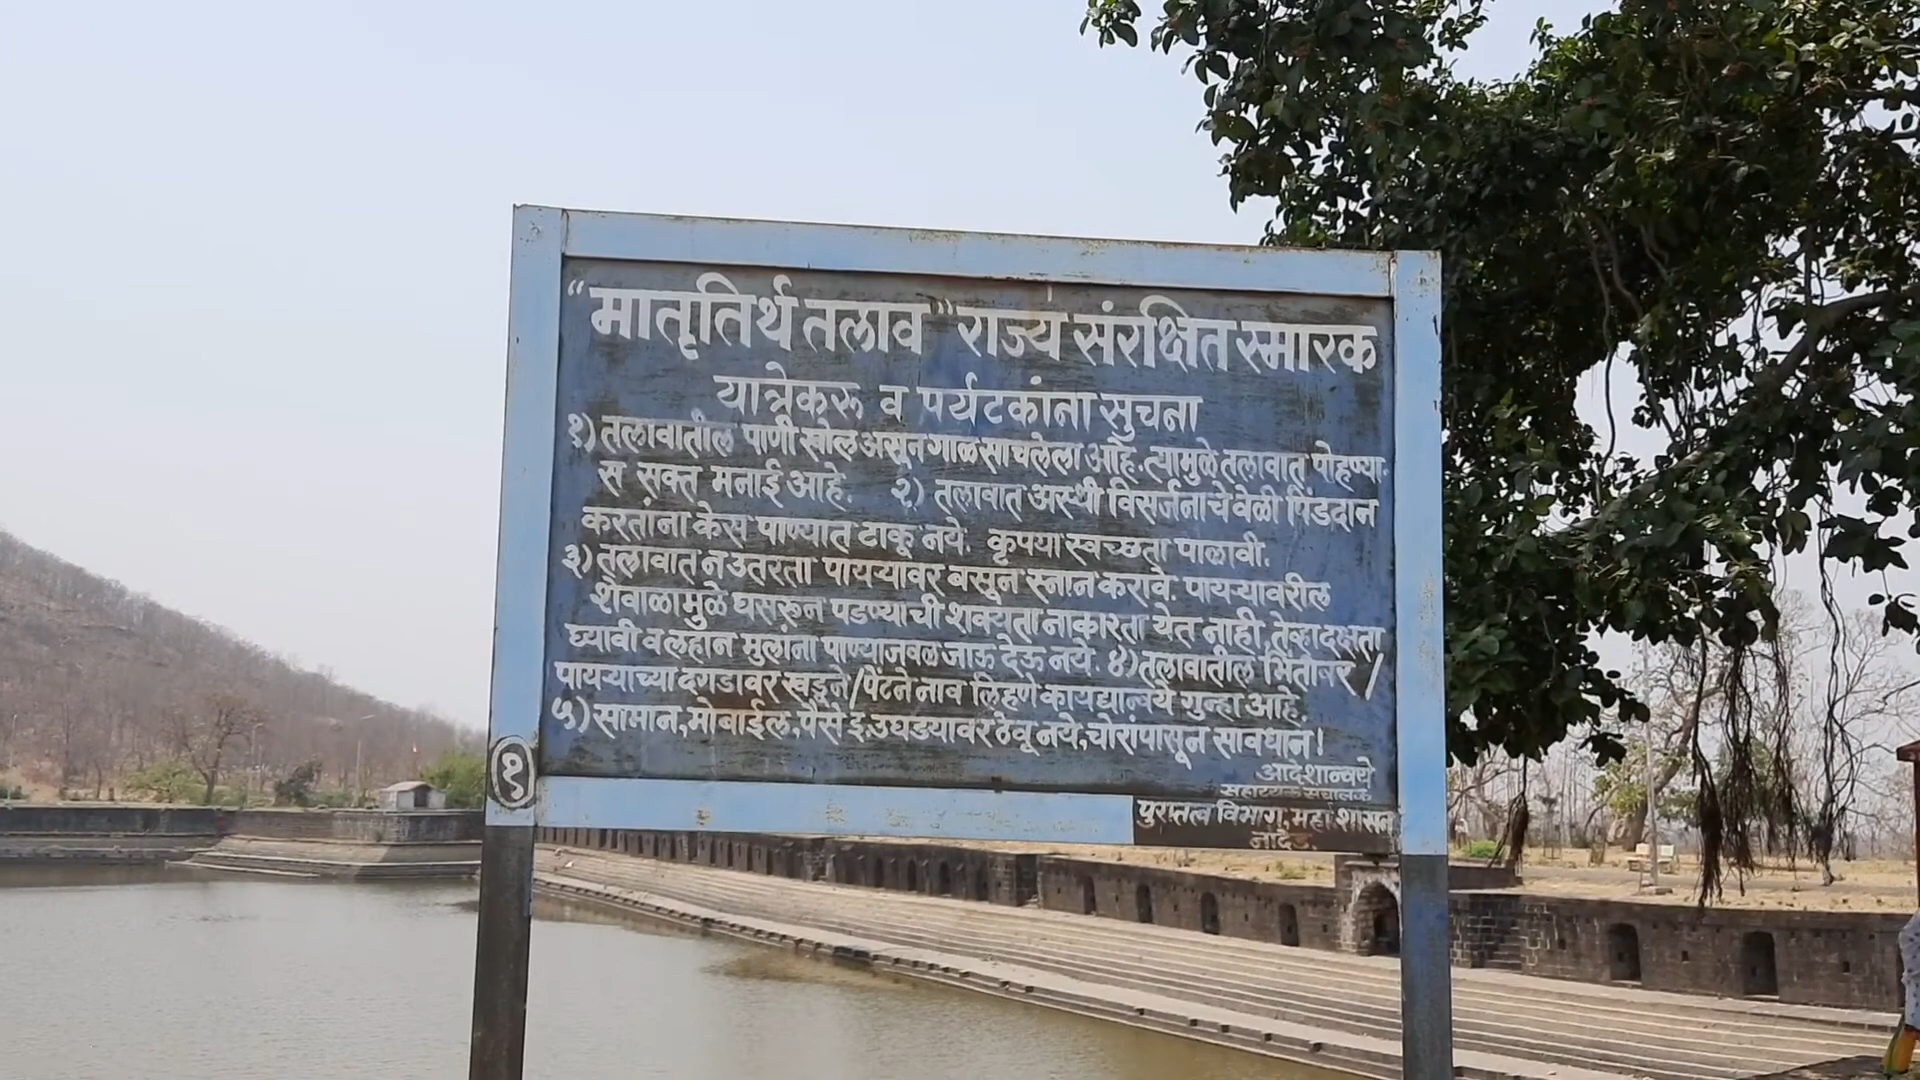 "मातृतिर्थ तलाव" राज्य संरक्षित स्मारक
यात्रेकरू व पर्यटकांना सुचना
१) तलावातील पाणी खोल असून गाळ साचलेला आहे. त्यामुळे तलावात पोहण्या-
स सक्त मनाई आहे. २) तलावात अस्थी विसर्जनाचे वेळी पिंडदान
करतांना केस पाण्यात टाकू नये. कृपया स्वच्छता पाळावी.
३) तलावात न उतरता पायऱ्यावर बसून स्नान करावे. पायऱ्यावरील
शेवाळामुळे घसरून पडण्याची शक्यता नाकारता येत नाही, तेव्हा दक्षता
घ्यावी व लहान मुलांना पाण्याजवळ जाऊ देऊ नये. ४) तलावातील भिंतीवर /
पायऱ्याच्या दगडावर खडूने/पेंटने नाव लिहणे कायद्यान्वये गुन्हा आहे.
५) सामान, मोबाईल, पैसे इ. उघड्यावर ठेवू नये, चोरांपासून सावधान!
आदेशान्वये
सहाय्यक संचालक
पुरातत्व विभाग, महा शासन
नांदेड.
१